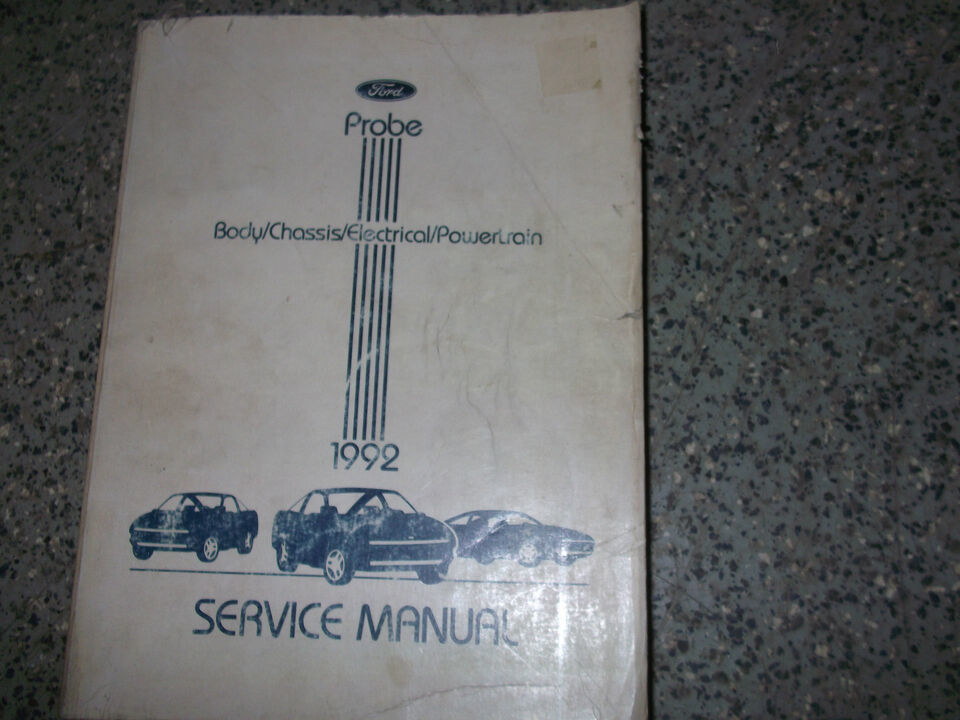 Ford
Probe
Body/Chassis/Electrical/Powertrain
1992
SERVICE MANUAL